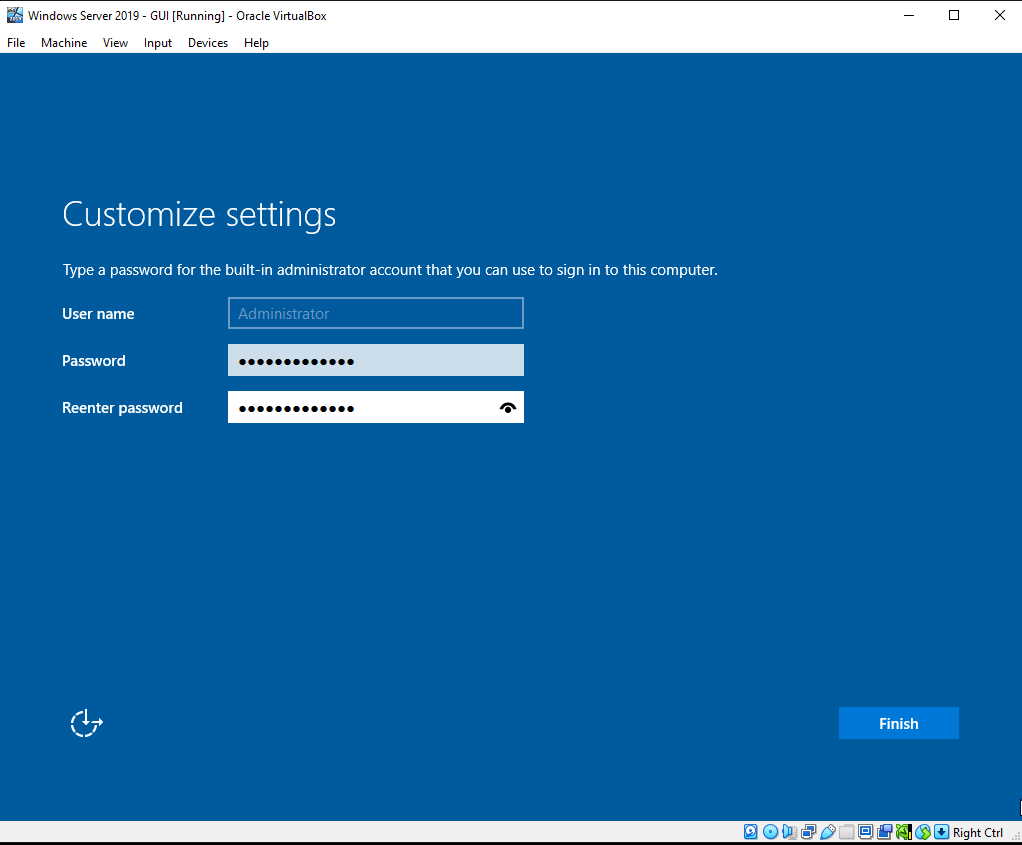 Windows Server 2019 - GUI [Running] - Oracle VirtualBox
File Machine View Input Devices Help
Customize settings
Type a password for the built-in administrator account that you can use to sign in to this computer.
User name Administrator
Password •••••••••••••
Reenter password •••••••••••••
Finish
Right Ctrl